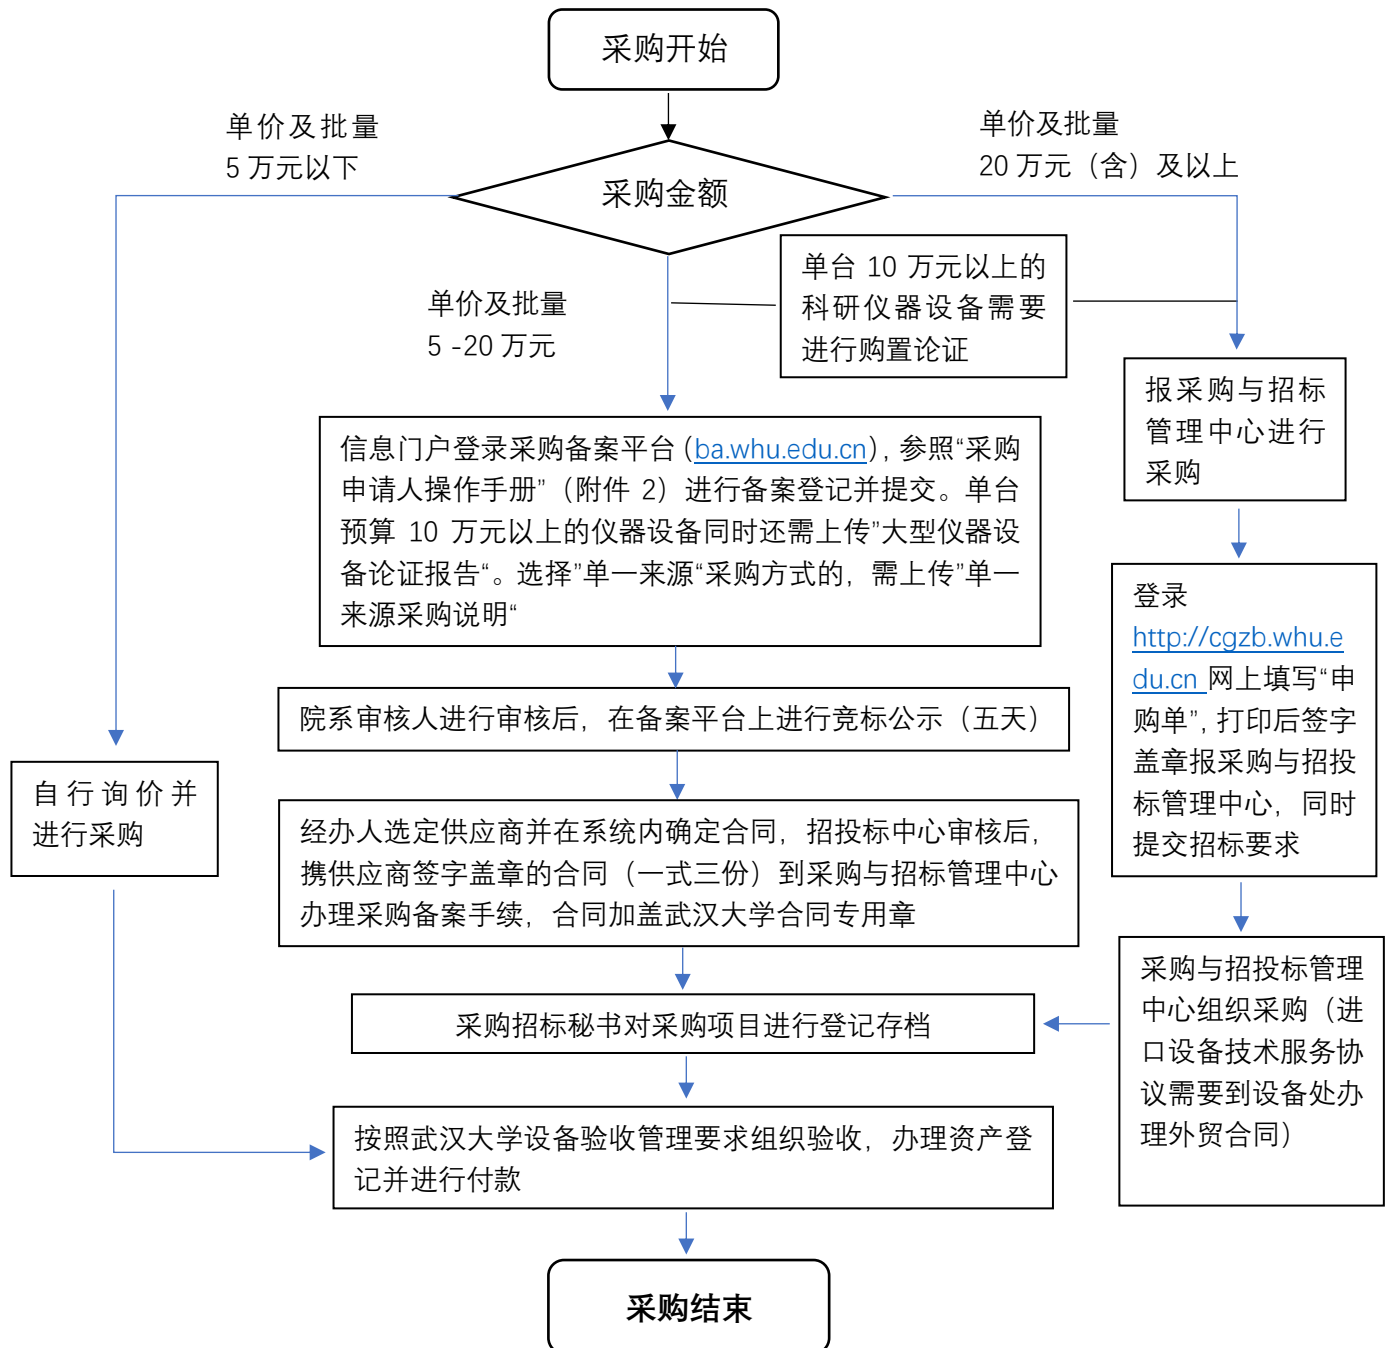 采购开始
单价及批量
5 万元以下
单价及批量
20 万元（含）及以上
采购金额
单台 10 万元以上的
科研仪器设备需要
进行购置论证
单价及批量
5 -20 万元
报采购与招标
管理中心进行
采购
信息门户登录采购备案平台（ba.whu.edu.cn），参照“采购
申请人操作手册”（附件 2）进行备案登记并提交。单台
预算 10 万元以上的仪器设备同时还需上传”大型仪器设
备论证报告“。选择”单一来源“采购方式的，需上传”单一
来源采购说明“
登录
http://cgzb.whu.e
du.cn 网上填写“申
购单”，打印后签字
盖章报采购与招投
标管理中心，同时
提交招标要求
院系审核人进行审核后，在备案平台上进行竞标公示（五天）
自行询价并
进行采购
经办人选定供应商并在系统内确定合同，招投标中心审核后，
携供应商签字盖章的合同（一式三份）到采购与招标管理中心
办理采购备案手续，合同加盖武汉大学合同专用章
采购与招投标管理
中心组织采购（进
口设备技术服务协
议需要到设备处办
理外贸合同）
采购招标秘书对采购项目进行登记存档
按照武汉大学设备验收管理要求组织验收，办理资产登
记并进行付款
采购结束